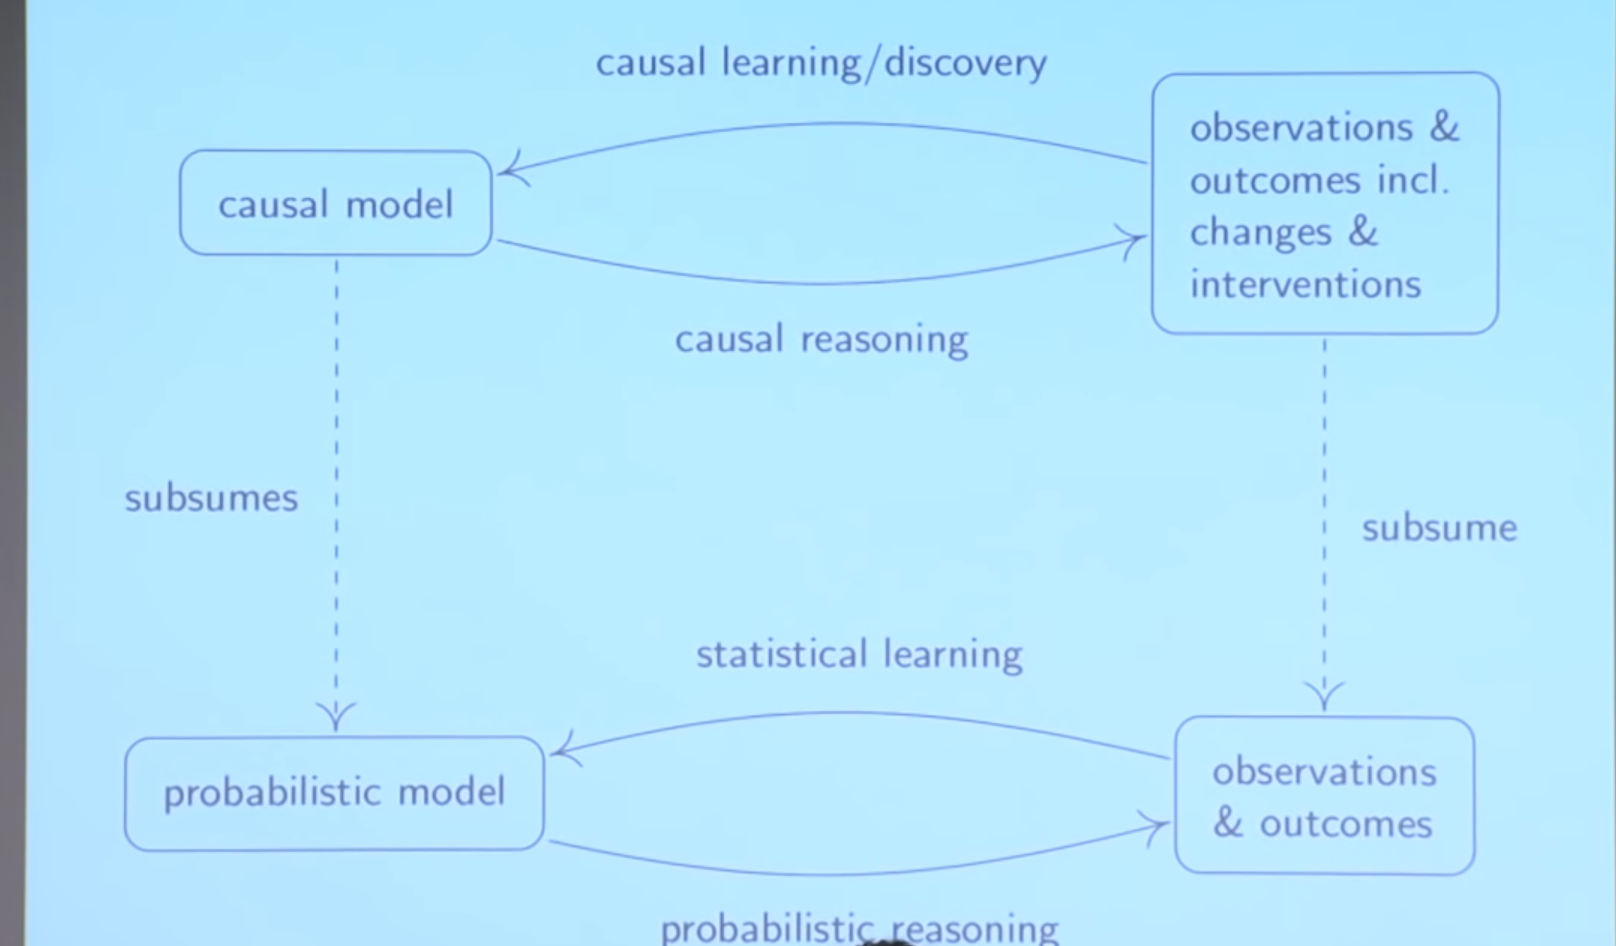 causal learning/discovery
causal model
observations &
outcomes incl.
changes &
interventions
causal reasoning
subsumes
subsume
statistical learning
probabilistic model
observations
& outcomes
probabilistic reasoning